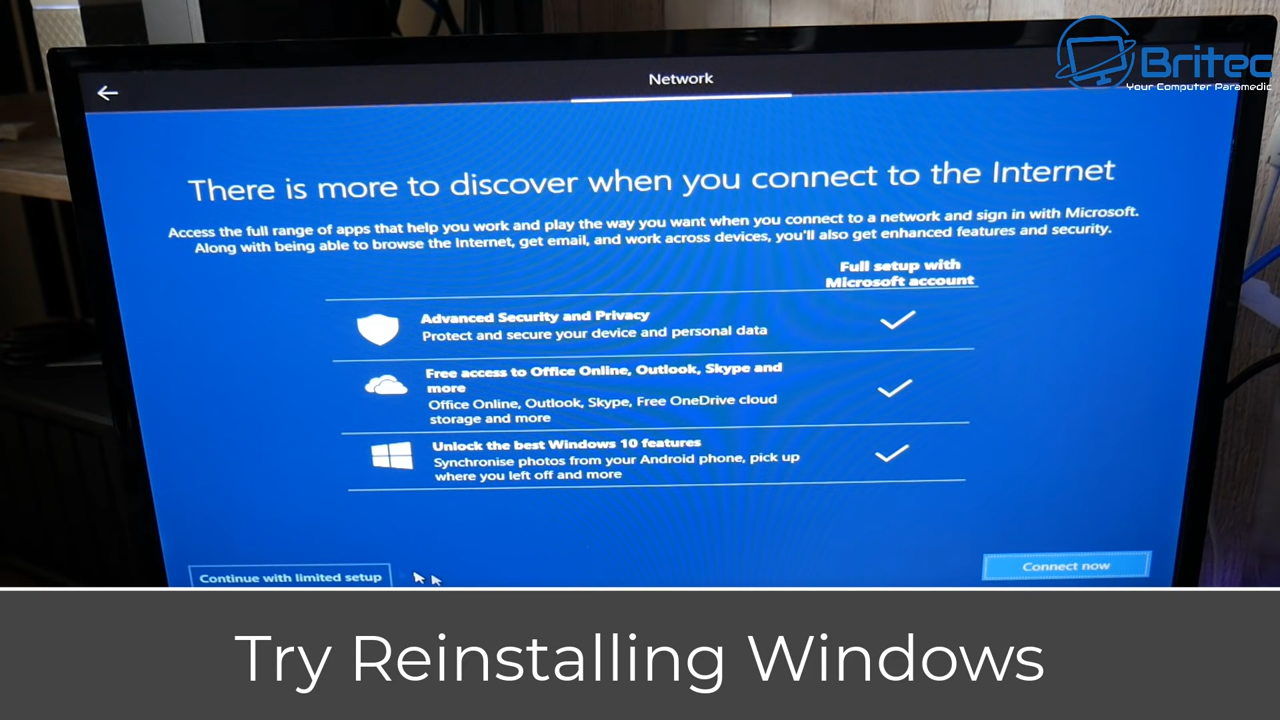 Britec
Your Computer Paramedic
Network
There is more to discover when you connect to the Internet
Access the full range of apps that help you work and play the way you want when you connect to a network and sign in with Microsoft.
Along with being able to browse the Internet, get email, and work across devices, you'll also get enhanced features and security.
Full setup with
Microsoft account
Advanced Security and Privacy
Protect and secure your device and personal data
Free access to Office Online, Outlook, Skype and
more
Office Online, Outlook, Skype, Free OneDrive cloud
storage and more
Unlock the best Windows 10 features
Synchronise photos from your Android phone, pick up
where you left off and more
Continue with limited setup
Connect now
Try Reinstalling Windows